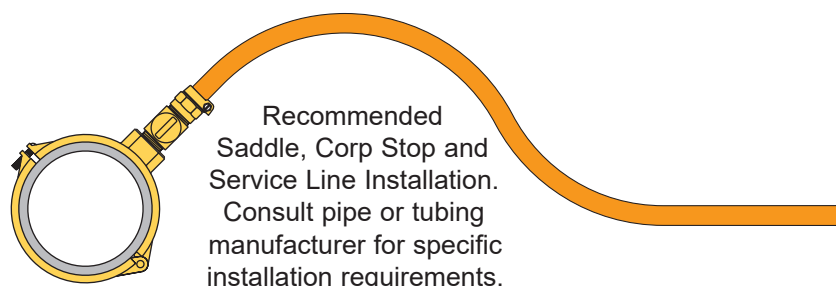 Recommended
Saddle, Corp Stop and
Service Line Installation.
Consult pipe or tubing
manufacturer for specific
installation requirements.